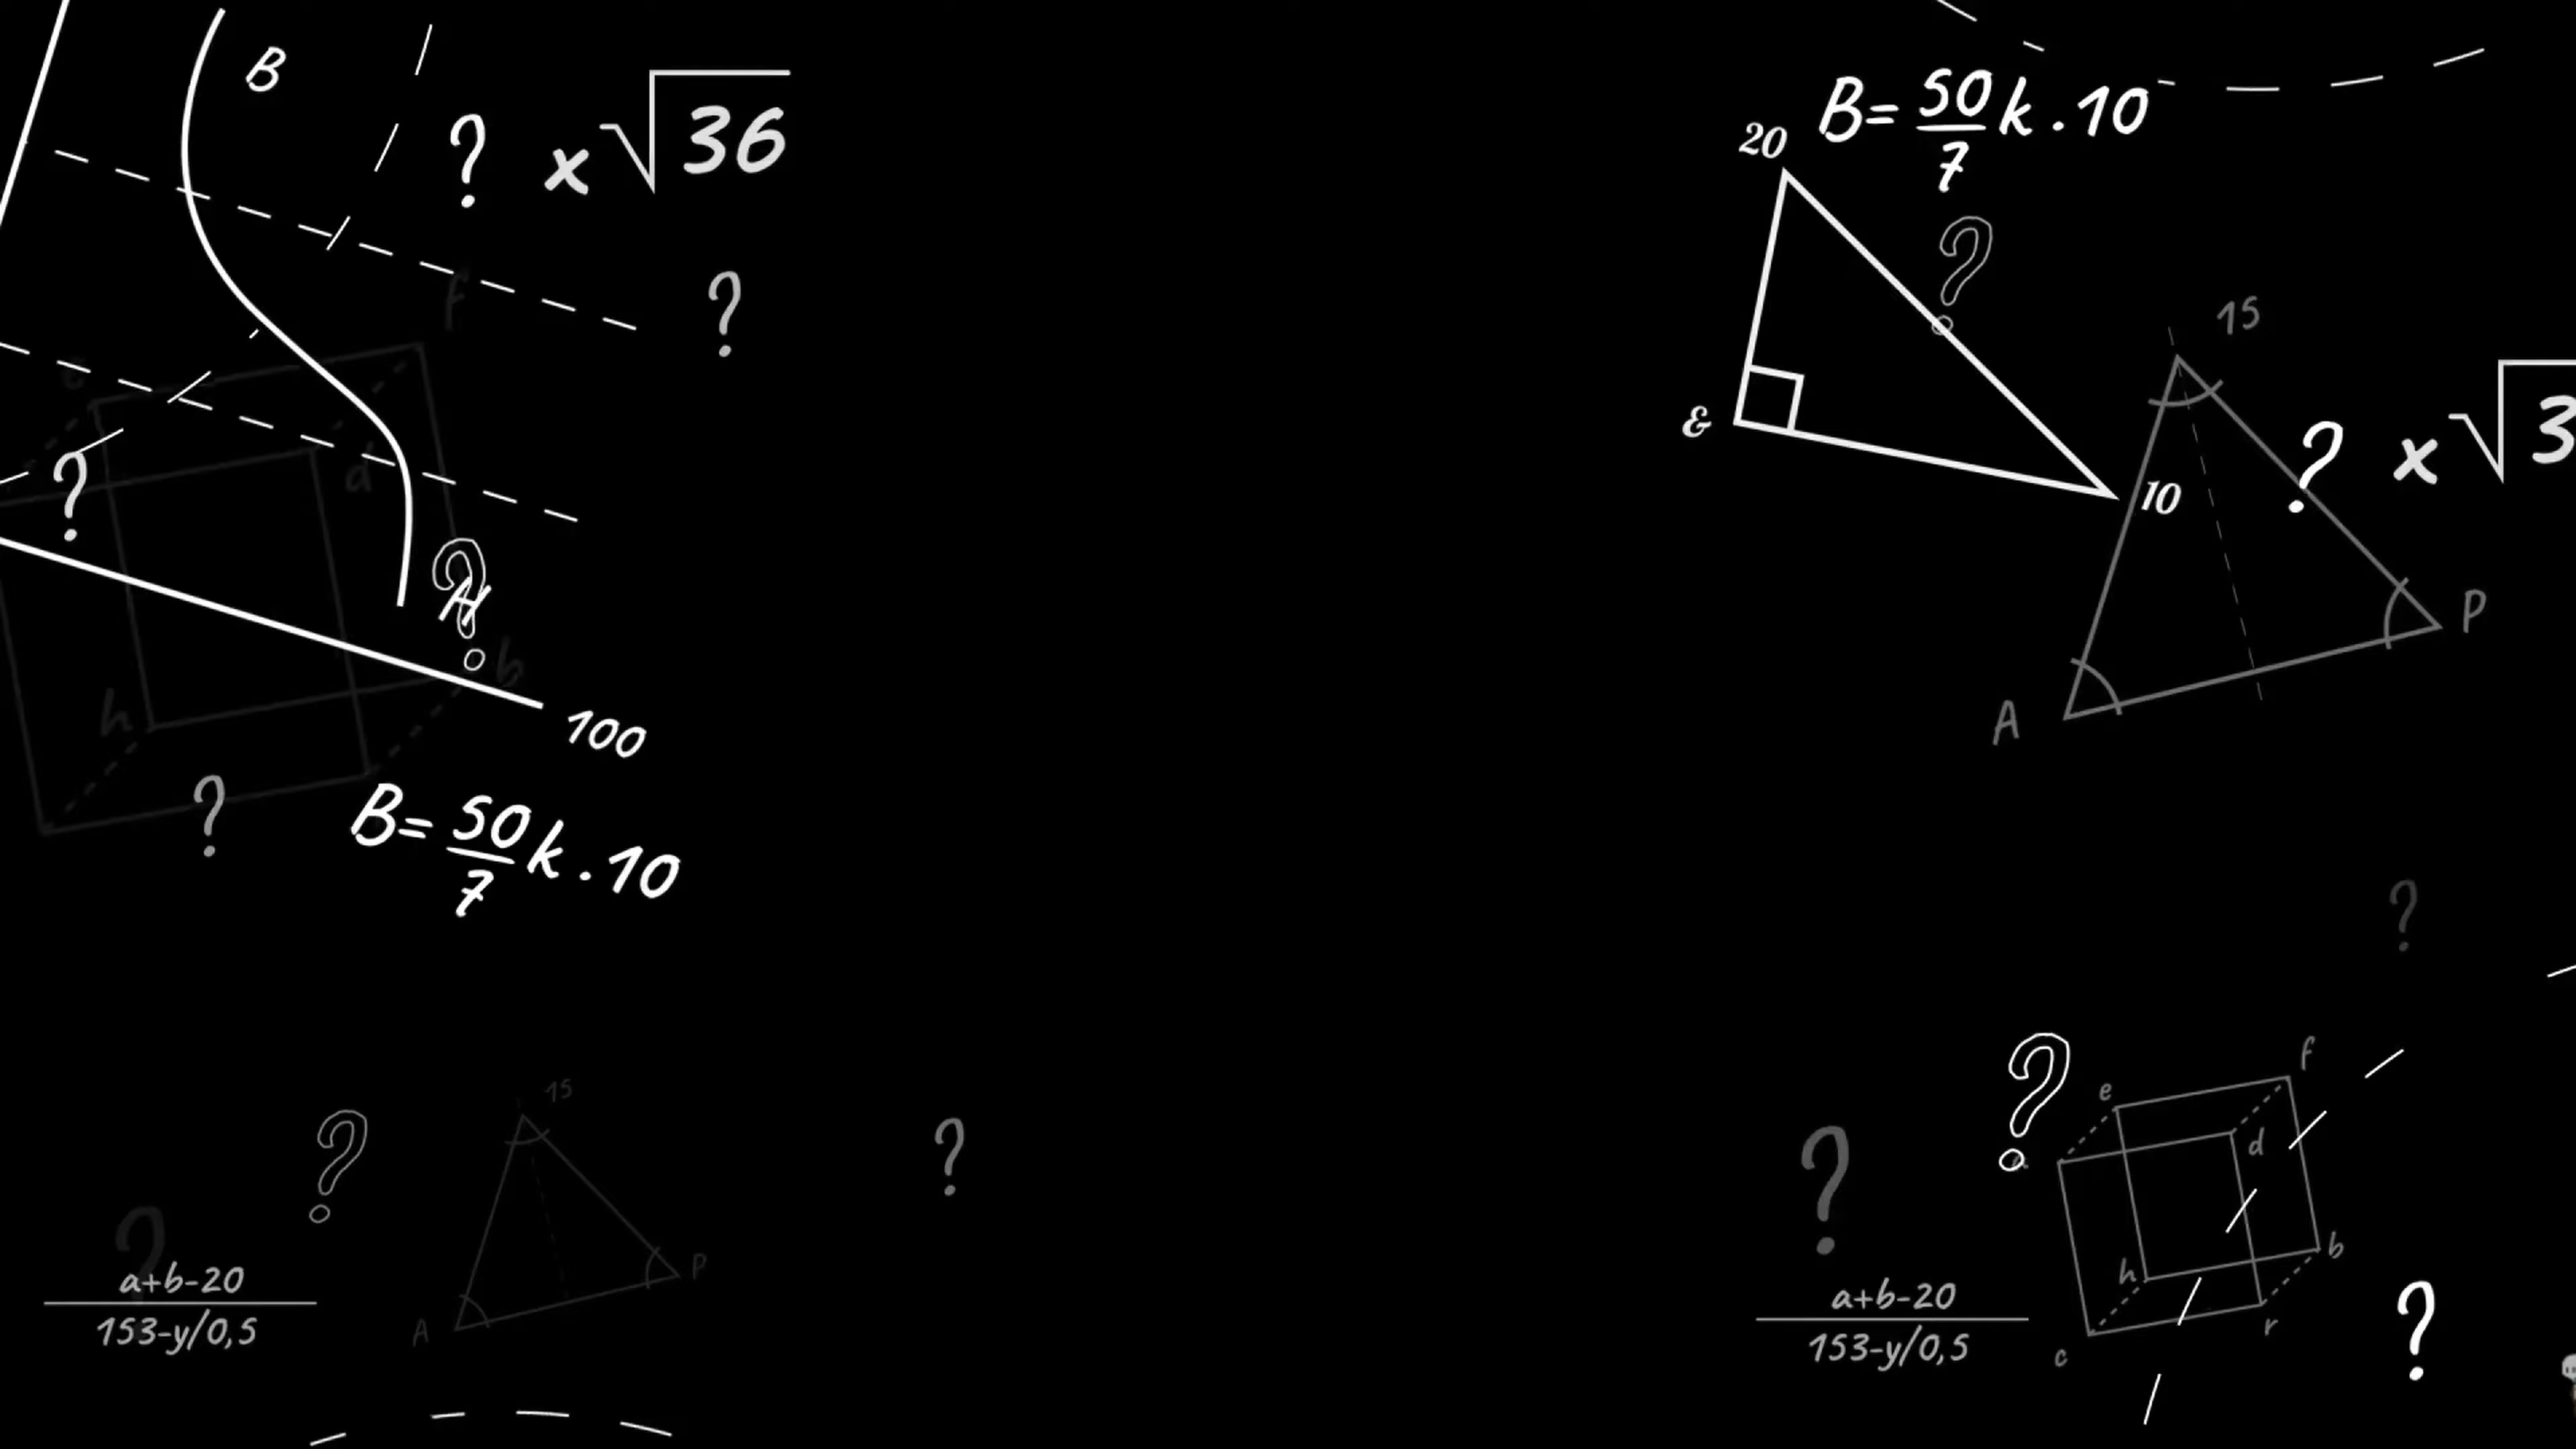 B
? x √36
?
f
e
d
?
H
?
b
h
100
?
B= 50/7 k . 10
?
15
?
?
A
P
a+b-20
153-y/0,5
B= 50/7 k . 10
20
?
15
&
10
? x √3
P
A
?
?
?
f
e
a
d
h
b
r
c
?
a+b-20
153-y/0,5